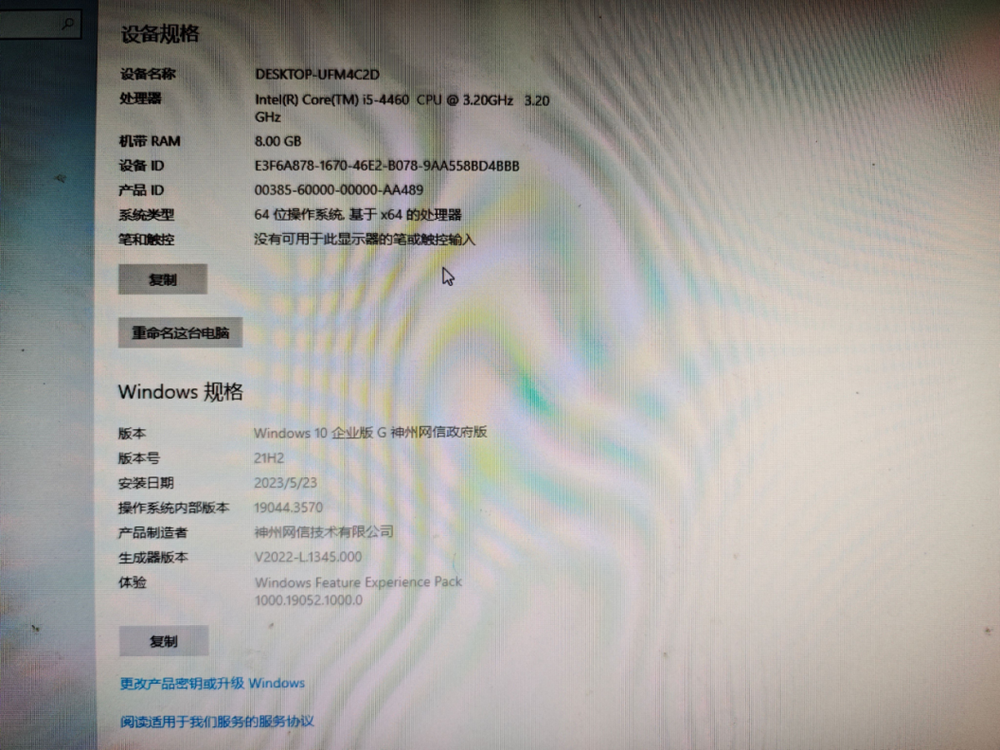 设备规格
设备名称 DESKTOP-UFM4C2D
处理器 Intel(R) Core(TM) i5-4460 CPU @ 3.20GHz 3.20
GHz
机带 RAM 8.00 GB
设备 ID E3F6A878-1670-46E2-B078-9AA558BD4BBB
产品 ID 00385-60000-00000-AA489
系统类型 64 位操作系统, 基于 x64 的处理器
笔和触控 没有可用于此显示器的笔或触控输入
复制
重命名这台电脑
Windows 规格
版本 Windows 10 企业版 G 神州网信政府版
版本号 21H2
安装日期 2023/5/23
操作系统内部版本 19044.3570
产品制造者 神州网信技术有限公司
生成器版本 V2022-L.1345.000
体验 Windows Feature Experience Pack
1000.19052.1000.0
复制
更改产品密钥或升级 Windows
阅读适用于我们服务的服务协议